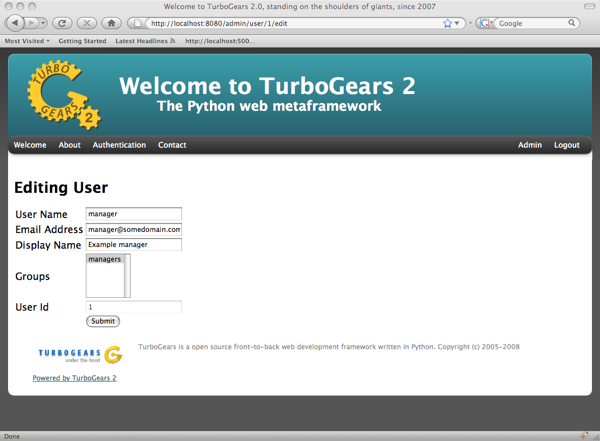 Welcome to TurboGears 2.0, standing on the shoulders of giants, since 2007
http://localhost:8080/admin/user/1/edit
Google
Most Visited Getting Started Latest Headlines http://localhost:500...
TURBO GEARS 2
Welcome to TurboGears 2
The Python web metaframework
Welcome About Authentication Contact Admin Logout
Editing User
User Name manager
Email Address manager@somedomain.com
Display Name Example manager
Groups managers
User Id 1
Submit
TURBOGEARS
under the hood
TurboGears is a open source front-to-back web development framework written in Python. Copyright (c) 2005-2008
Powered by TurboGears 2
Done